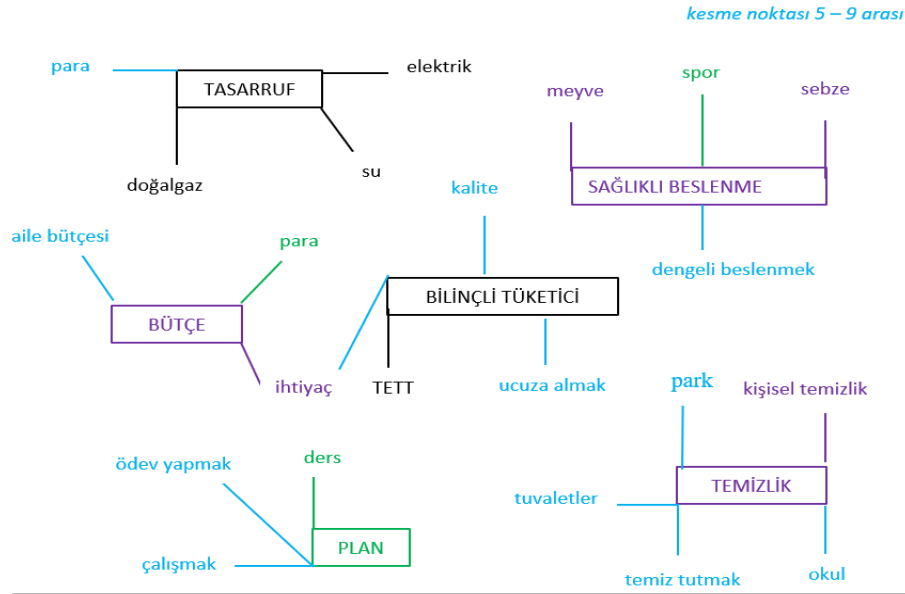 kesme noktası 5 – 9 arası
para
elektrik
TASARRUF
doğalgaz
su
meyve
spor
sebze
SAĞLIKLI BESLENME
dengeli beslenmek
aile bütçesi
para
BÜTÇE
ihtiyaç
kalite
BİLİNÇLİ TÜKETİCİ
TETT
ucuza almak
ödev yapmak
ders
PLAN
çalışmak
park
kişisel temizlik
TEMİZLİK
tuvaletler
temiz tutmak
okul